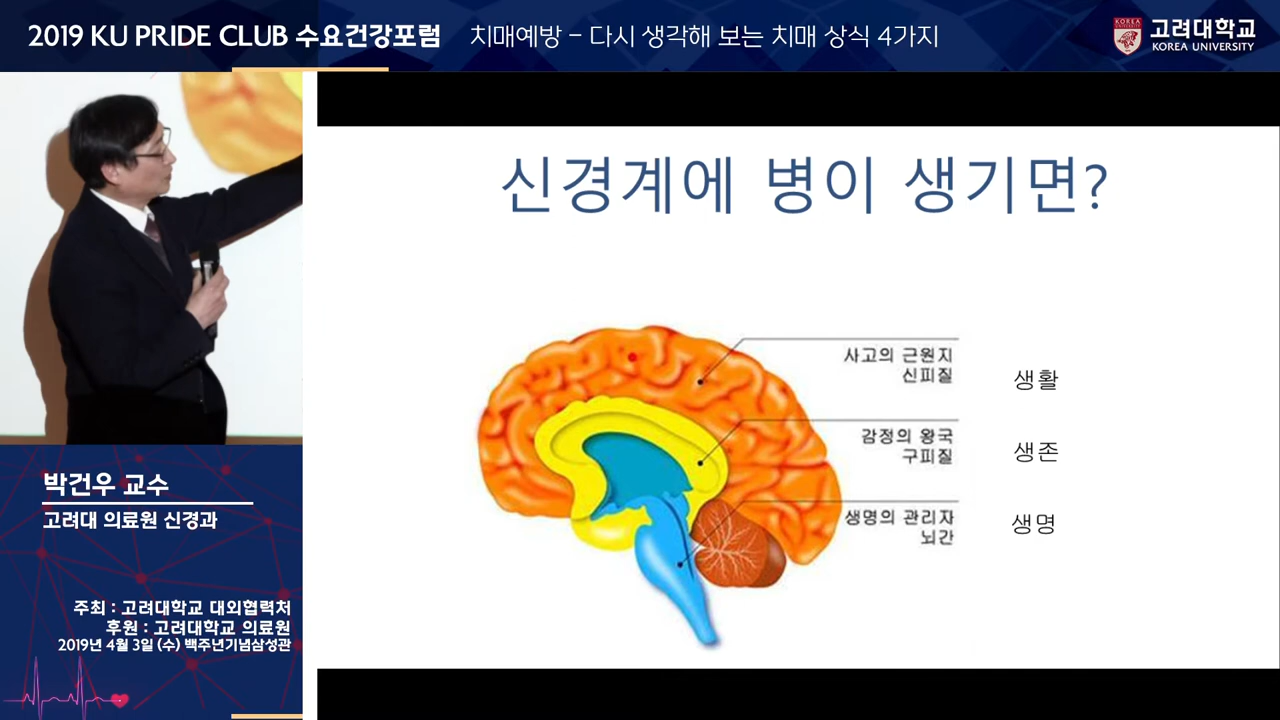 2019 KU PRIDE CLUB 수요건강포럼 치매예방 – 다시 생각해 보는 치매 상식 4가지
KOREA
UNIVERSITY
고려대학교
KOREA UNIVERSITY
신경계에 병이 생기면?
사고의 근원지
신피질
생활
감정의 왕국
구피질
생존
생명의 관리자
뇌간
생명
박건우 교수
고려대 의료원 신경과
주최 : 고려대학교 대외협력처
후원 : 고려대학교 의료원
2019년 4월 3일 (수) 백주년기념삼성관